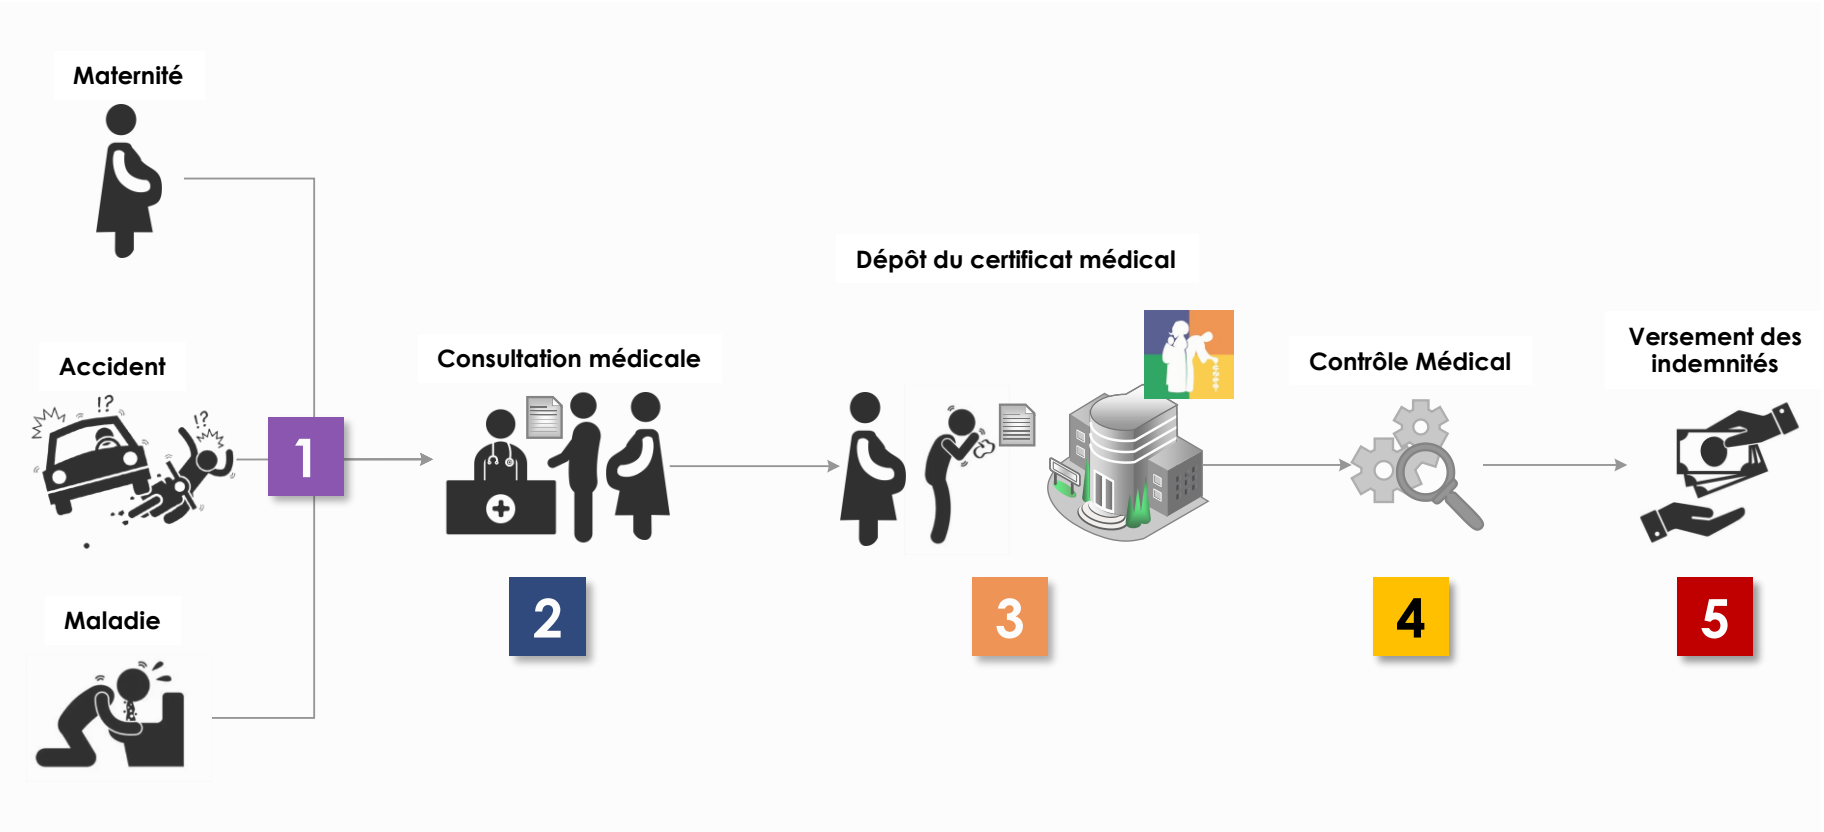 Maternité
Accident
!?
!?
1
Maladie
Consultation médicale
2
Dépôt du certificat médical
3
Contrôle Médical
4
Versement des
indemnités
5